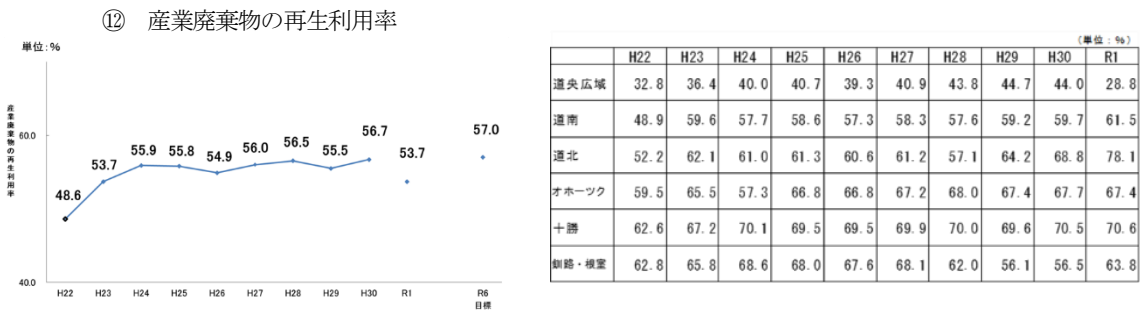 ⑫ 産業廃棄物の再生利用率
単位:%
産業廃棄物の再生利用率
60.0
40.0
48.6
53.7
55.9
55.8
54.9
56.0
56.5
55.5
56.7
53.7
57.0
H22 H23 H24 H25 H26 H27 H28 H29 H30 R1 R6
目標
(単位:%)
H22 H23 H24 H25 H26 H27 H28 H29 H30 R1
道央広域 32.8 36.4 40.0 40.7 39.3 40.9 43.8 44.7 44.0 28.8
道南 48.9 59.6 57.7 58.6 57.3 58.3 57.6 59.2 59.7 61.5
道北 52.2 62.1 61.0 61.3 60.6 61.2 57.1 64.2 68.8 78.1
オホーツク 59.5 65.5 57.3 66.8 66.8 67.2 68.0 67.4 67.7 67.4
十勝 62.6 67.2 70.1 69.5 69.5 69.9 70.0 69.6 70.5 70.6
釧路・根室 62.8 65.8 68.6 68.0 67.6 68.1 62.0 56.1 56.5 63.8